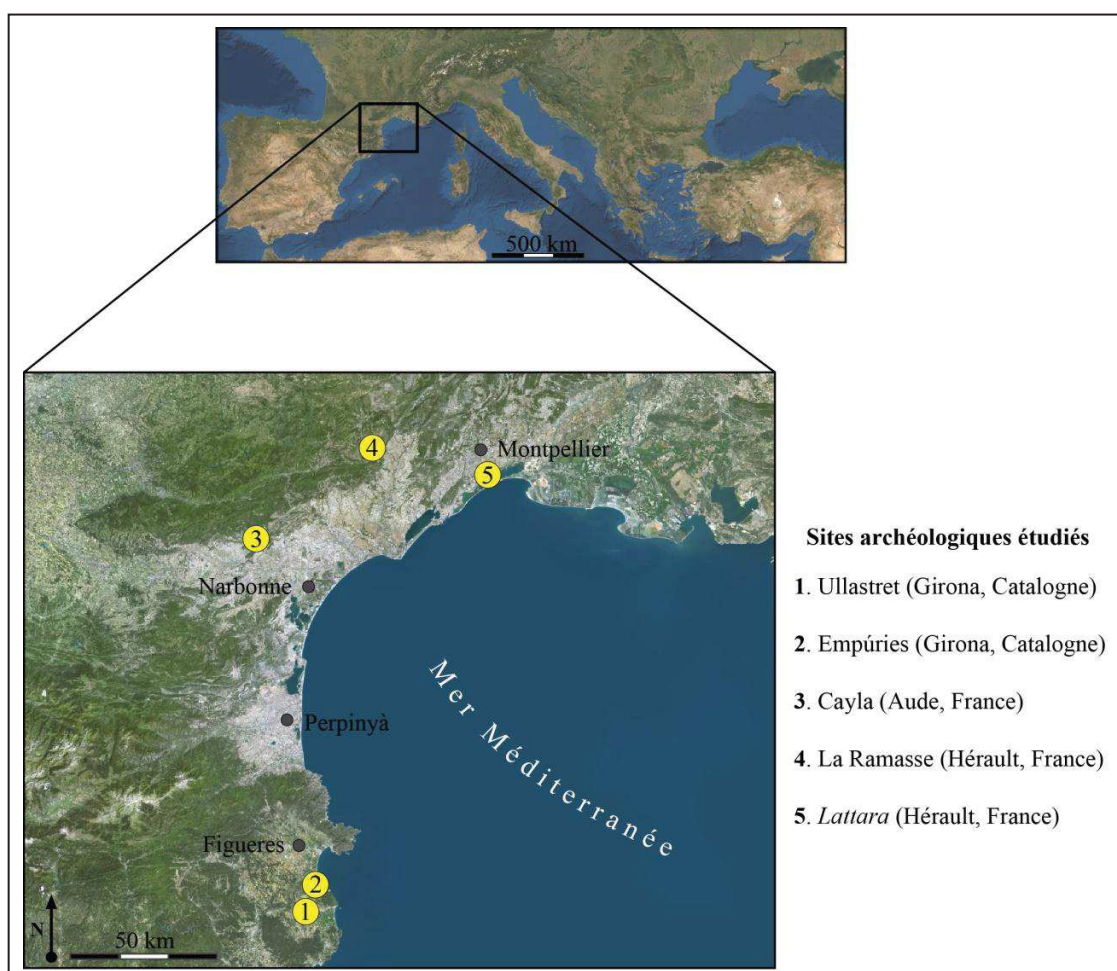 500 km
4
Montpellier
5
3
Narbonne
Mer Méditerranée
Perpinyà
Figueres
2
1
N
50 km
Sites archéologiques étudiés
1. Ullastret (Girona, Catalogne)
2. Empúries (Girona, Catalogne)
3. Cayla (Aude, France)
4. La Ramasse (Hérault, France)
5. Lattara (Hérault, France)